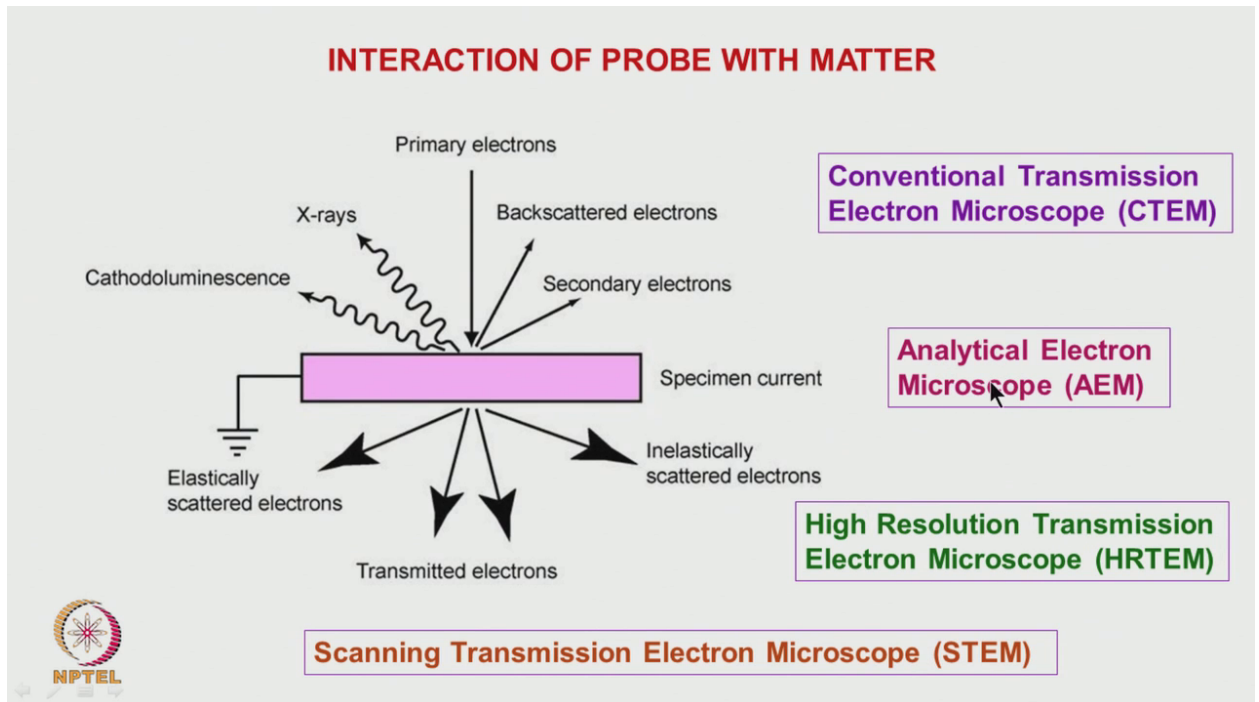 INTERACTION OF PROBE WITH MATTER
Primary electrons
X-rays
Backscattered electrons
Cathodoluminescence
Secondary electrons
Specimen current
Elastically
scattered electrons
Inelastically
scattered electrons
Transmitted electrons
Conventional Transmission
Electron Microscope (CTEM)
Analytical Electron
Microscope (AEM)
High Resolution Transmission
Electron Microscope (HRTEM)
Scanning Transmission Electron Microscope (STEM)
NPTEL